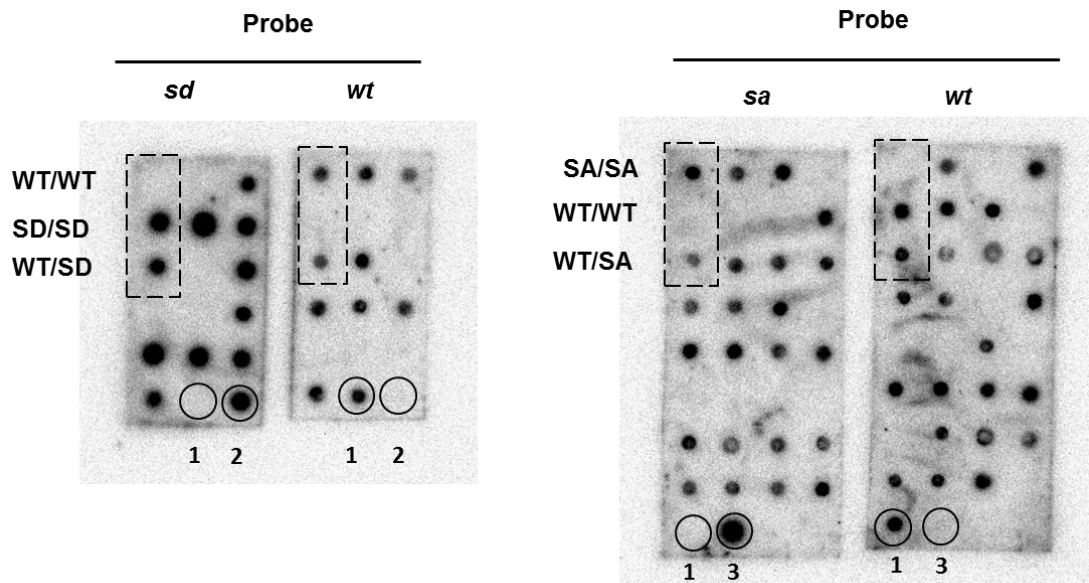 Probe
sd wt
WT/WT
SD/SD
WT/SD
1 2 1 2
Probe
sa wt
SA/SA
WT/WT
WT/SA
1 3 1 3